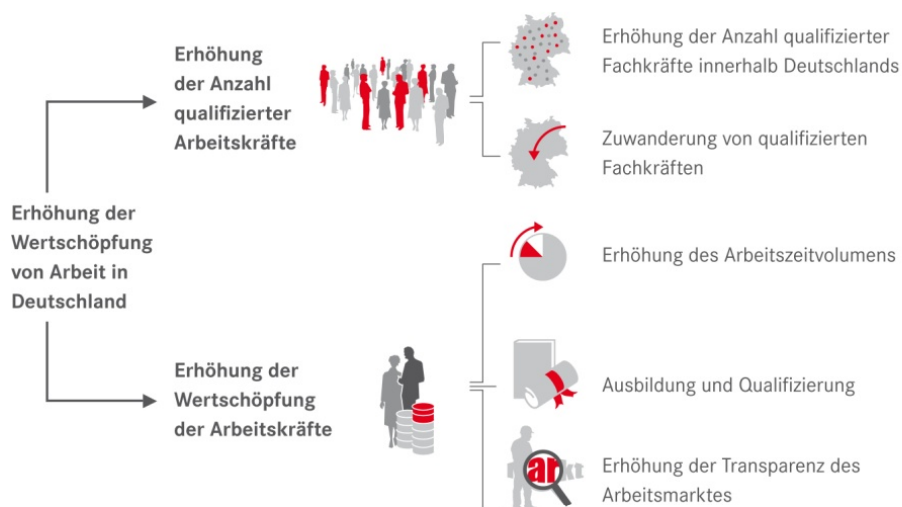 Erhöhung
der Anzahl
qualifizierter
Arbeitskräfte
Erhöhung der Anzahl qualifizierter
Fachkräfte innerhalb Deutschlands
Zuwanderung von qualifizierten
Fachkräften
Erhöhung der
Wertschöpfung
von Arbeit in
Deutschland
Erhöhung der
Wertschöpfung
der Arbeitskräfte
Erhöhung des Arbeitszeitvolumens
Ausbildung und Qualifizierung
ar
Erhöhung der Transparenz des
Arbeitsmarktes